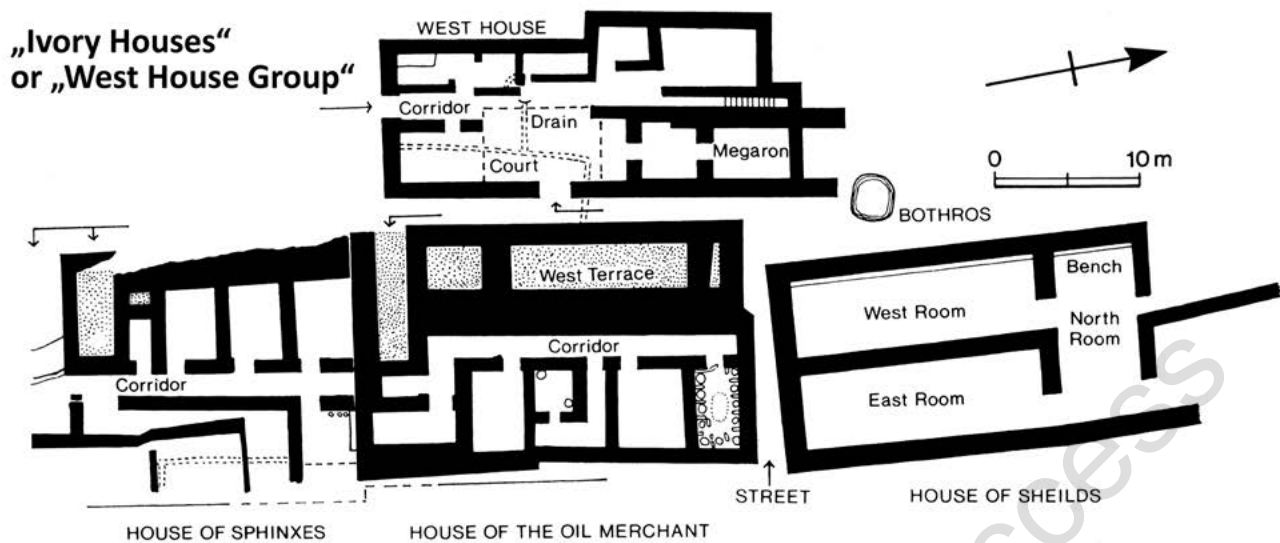 „Ivory Houses“
or „West House Group“
WEST HOUSE
Corridor
Drain
Court
Megaron
0 10 m
BOTHROS
West Terrace
Corridor
Corridor
Bench
West Room
North
Room
East Room
STREET
HOUSE OF SPHINXES
HOUSE OF THE OIL MERCHANT
HOUSE OF SHEILDS